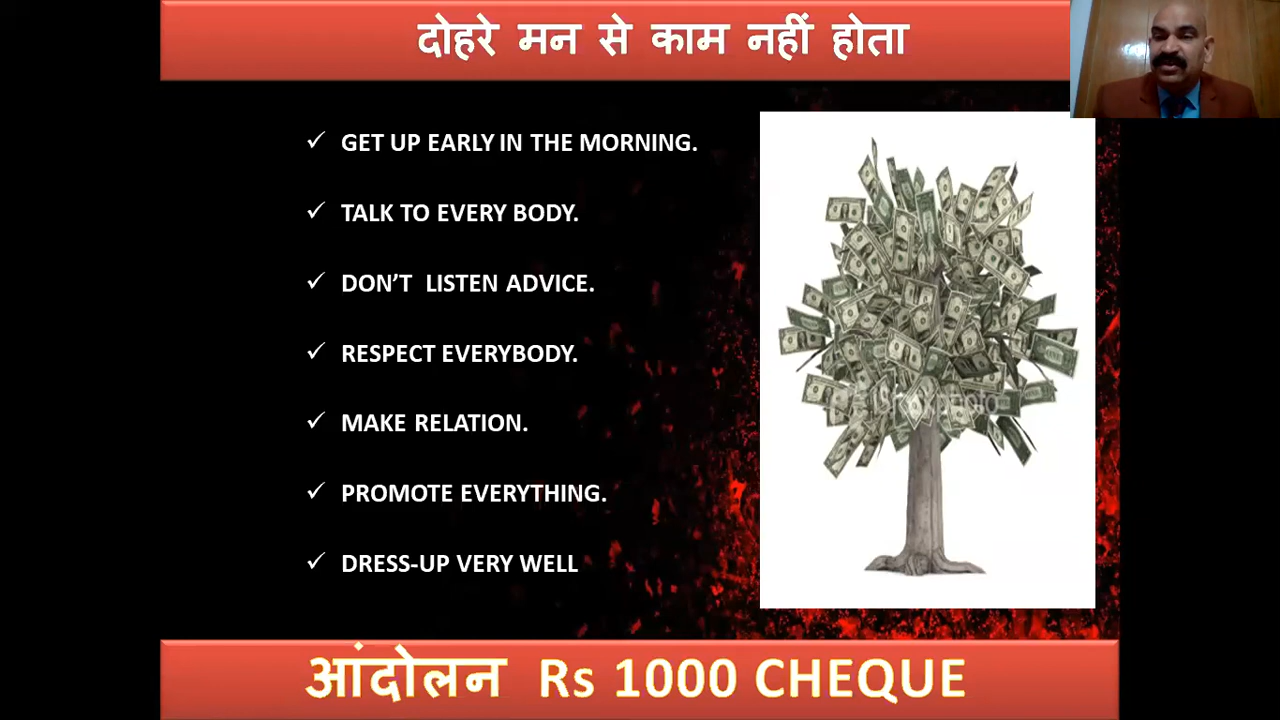 दोहरे मन से काम नहीं होता
✓ GET UP EARLY IN THE MORNING.
✓ TALK TO EVERY BODY.
✓ DON’T LISTEN ADVICE.
✓ RESPECT EVERYBODY.
✓ MAKE RELATION.
✓ PROMOTE EVERYTHING.
✓ DRESS-UP VERY WELL
आंदोलन Rs 1000 CHEQUE